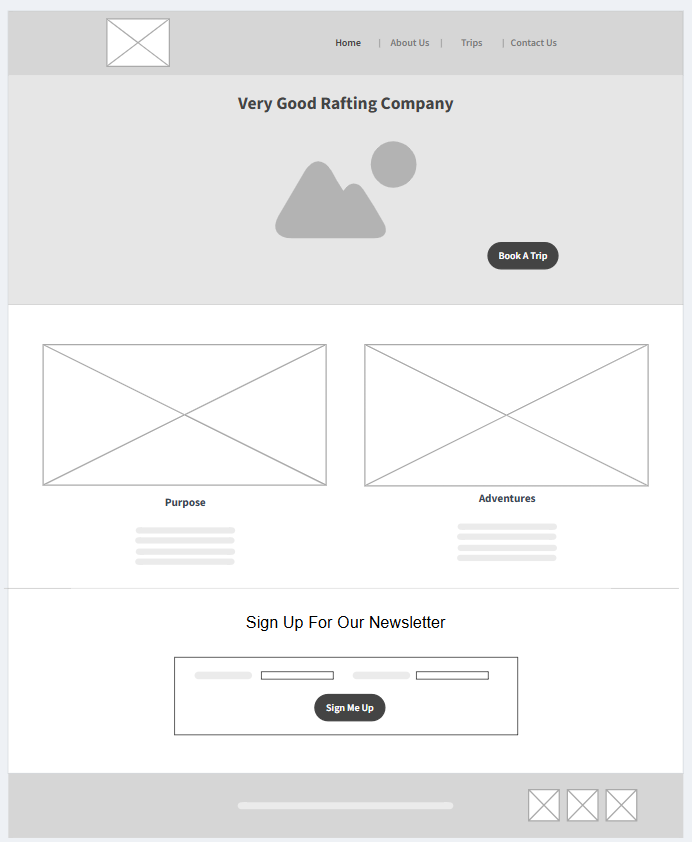 Home | About Us | Trips | Contact Us
Very Good Rafting Company
Book A Trip
Purpose
Adventures
Sign Up For Our Newsletter
Sign Me Up